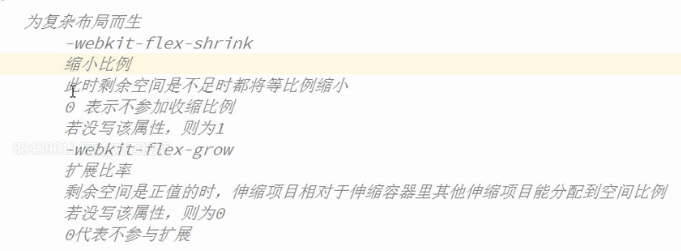 为复杂布局而生
-webkit-flex-shrink
缩小比例
此时剩余空间是不足时都将等比例缩小
0 表示不参加收缩比例
若没写该属性，则为1
-webkit-flex-grow
扩展比率
剩余空间是正值的时，伸缩项目相对于伸缩容器里其他伸缩项目能分配到空间比例
若没写该属性，则为0
0代表不参与扩展